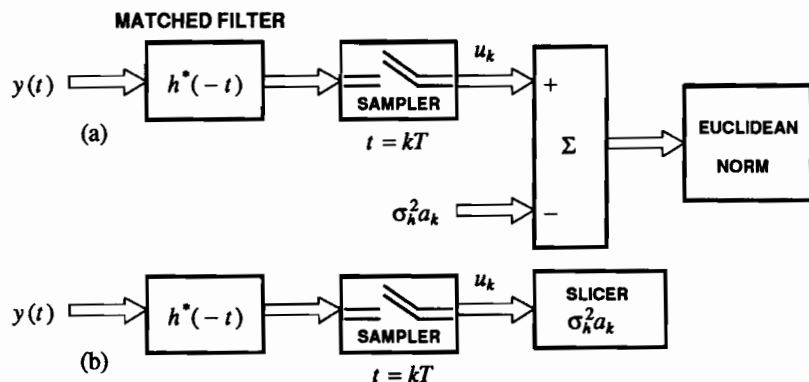 MATCHED FILTER
y(t)
h*(−t)
SAMPLER
t = kT
u_k
+
Σ
−
σ_h^2 a_k
EUCLIDEAN
NORM
(a)
y(t)
h*(−t)
SAMPLER
t = kT
u_k
SLICER
σ_h^2 a_k
(b)